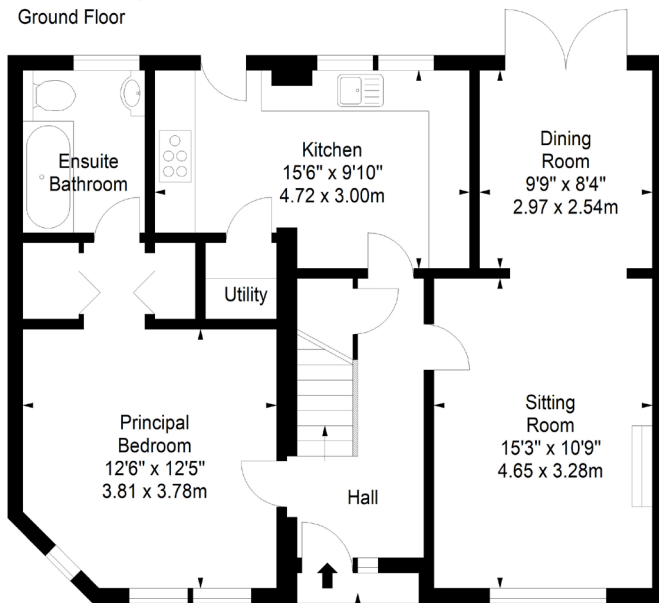 Ground Floor
Ensuite
Bathroom
Kitchen
15'6" x 9'10"
4.72 x 3.00m
Dining
Room
9'9" x 8'4"
2.97 x 2.54m
Utility
Principal
Bedroom
12'6" x 12'5"
3.81 x 3.78m
Hall
Sitting
Room
15'3" x 10'9"
4.65 x 3.28m